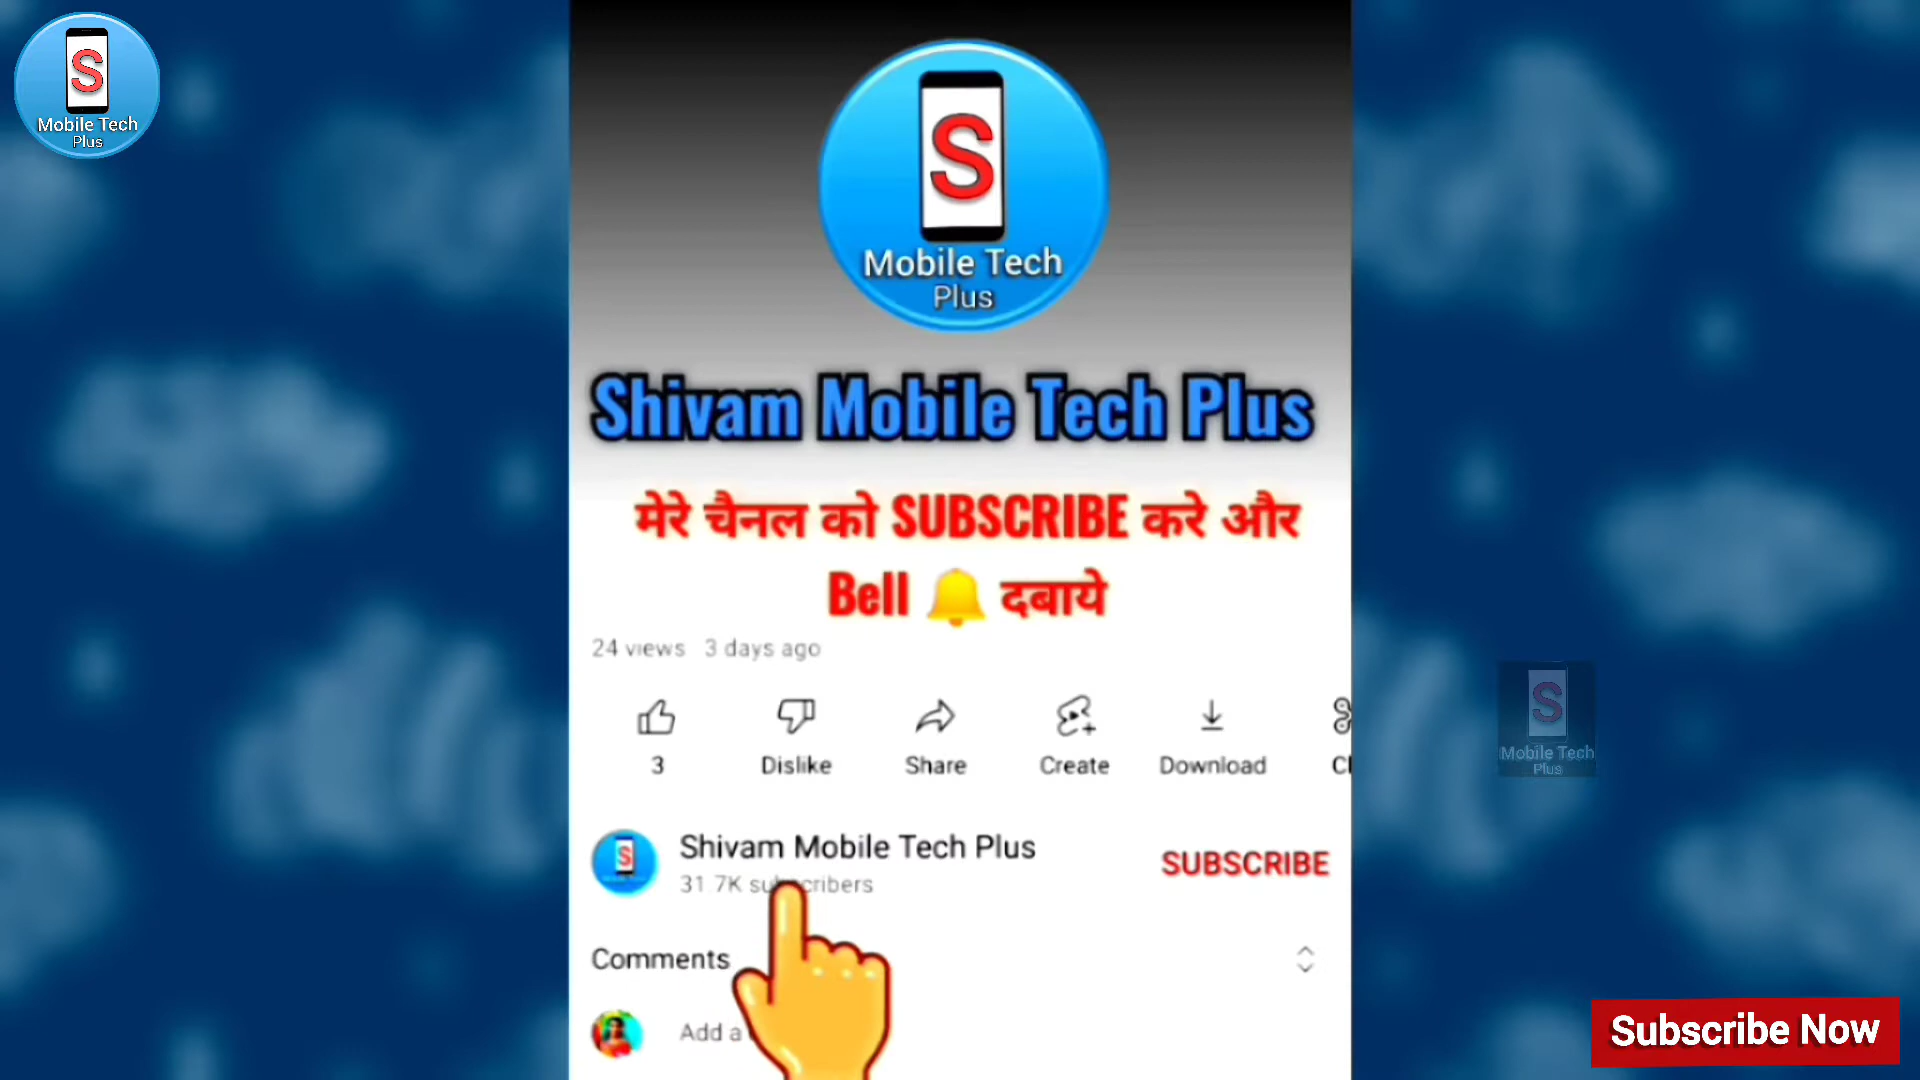 S
Mobile Tech
Plus
S
Mobile Tech
Plus
Shivam Mobile Tech Plus
मेरे चैनल को SUBSCRIBE करे और
Bell 🔔 दबाये
24 views 3 days ago
3
Dislike
Share
Create
Download
S
Shivam Mobile Tech Plus
SUBSCRIBE
31.7K subscribers
Comments
Add a
S
Mobile Tech
Plus
Subscribe Now